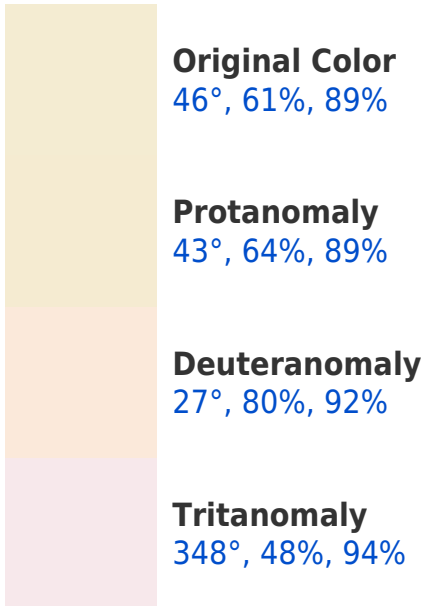 Original Color
46°, 61%, 89%
Protanomaly
43°, 64%, 89%
Deuteranomaly
27°, 80%, 92%
Tritanomaly
348°, 48%, 94%